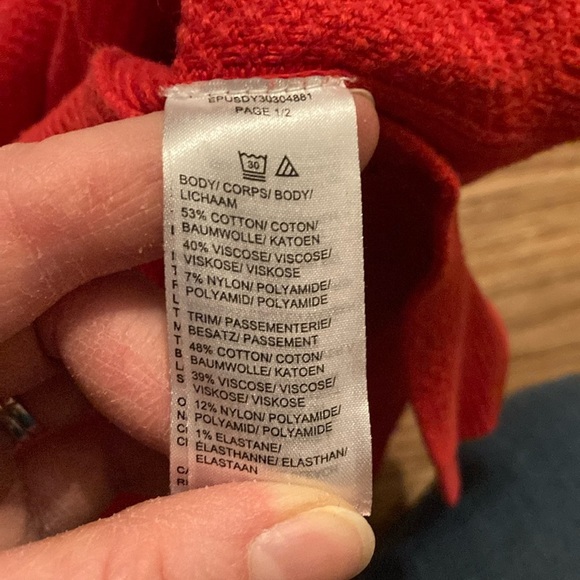 EPUSDY30304881
PAGE 1/2
30
BODY/ CORPS/ BODY/
LICHAAM
53% COTTON/ COTON/
BAUMWOLLE/ KATOEN
40% VISCOSE/ VISCOSE/
VISKOSE/ VISKOSE
7% NYLON/ POLYAMIDE/
POLYAMID/ POLYAMIDE
TRIM/ PASSEMENTERIE/
BESATZ/ PASSEMENT
48% COTTON/ COTON/
BAUMWOLLE/ KATOEN
39% VISCOSE/ VISCOSE/
VISKOSE/ VISKOSE
12% NYLON/ POLYAMIDE/
POLYAMID/ POLYAMIDE
1% ELASTANE/
ÉLASTHANNE/ ELASTHAN/
ELASTAAN